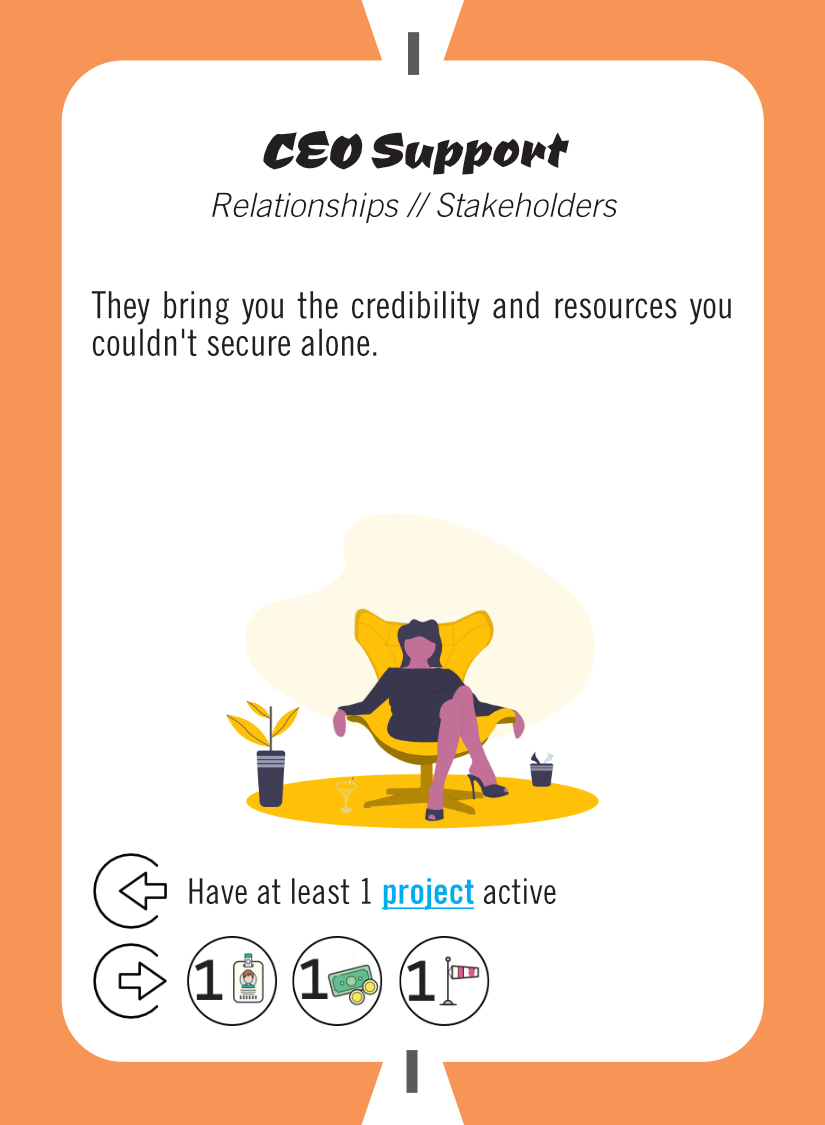 I
CEO Support
Relationships // Stakeholders
They bring you the credibility and resources you
couldn't secure alone.
Have at least 1 project active
1 1 1
I